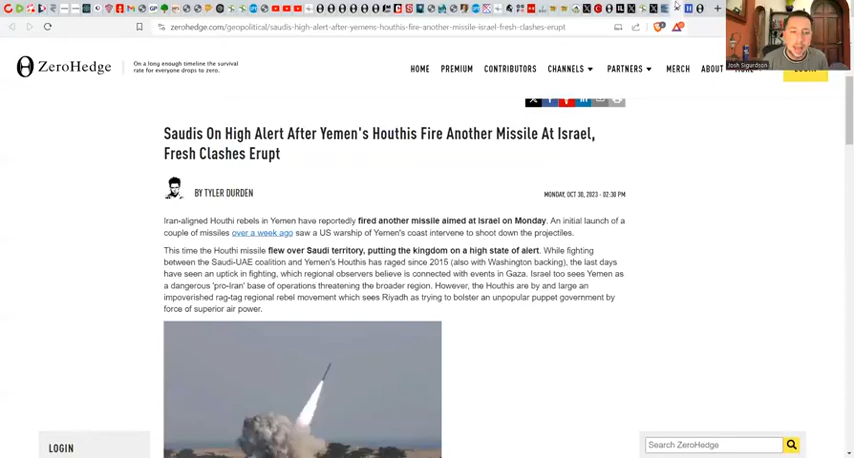 zerohedge.com/geopolitical/saudis-high-alert-after-yemens-houthis-fire-another-missile-israel-fresh-clashes-erupt
Josh Sigurdson
ZeroHedge
On a long enough timeline the survival
rate for everyone drops to zero.
HOME PREMIUM CONTRIBUTORS CHANNELS PARTNERS MERCH ABOUT
Saudis On High Alert After Yemen's Houthis Fire Another Missile At Israel,
Fresh Clashes Erupt
BY TYLER DURDEN
MONDAY, OCT 30, 2023 - 02:30 PM
Iran-aligned Houthi rebels in Yemen have reportedly fired another missile aimed at Israel on Monday. An initial launch of a
couple of missiles over a week ago saw a US warship of Yemen's coast intervene to shoot down the projectiles.
This time the Houthi missile flew over Saudi territory, putting the kingdom on a high state of alert. While fighting
between the Saudi-UAE coalition and Yemen's Houthis has raged since 2015 (also with Washington backing), the last days
have seen an uptick in fighting, which regional observers believe is connected with events in Gaza. Israel too sees Yemen as
a dangerous 'pro-Iran' base of operations threatening the broader region. However, the Houthis are by and large an
impoverished rag-tag regional rebel movement which sees Riyadh as trying to bolster an unpopular puppet government by
force of superior air power.
LOGIN
Search ZeroHedge